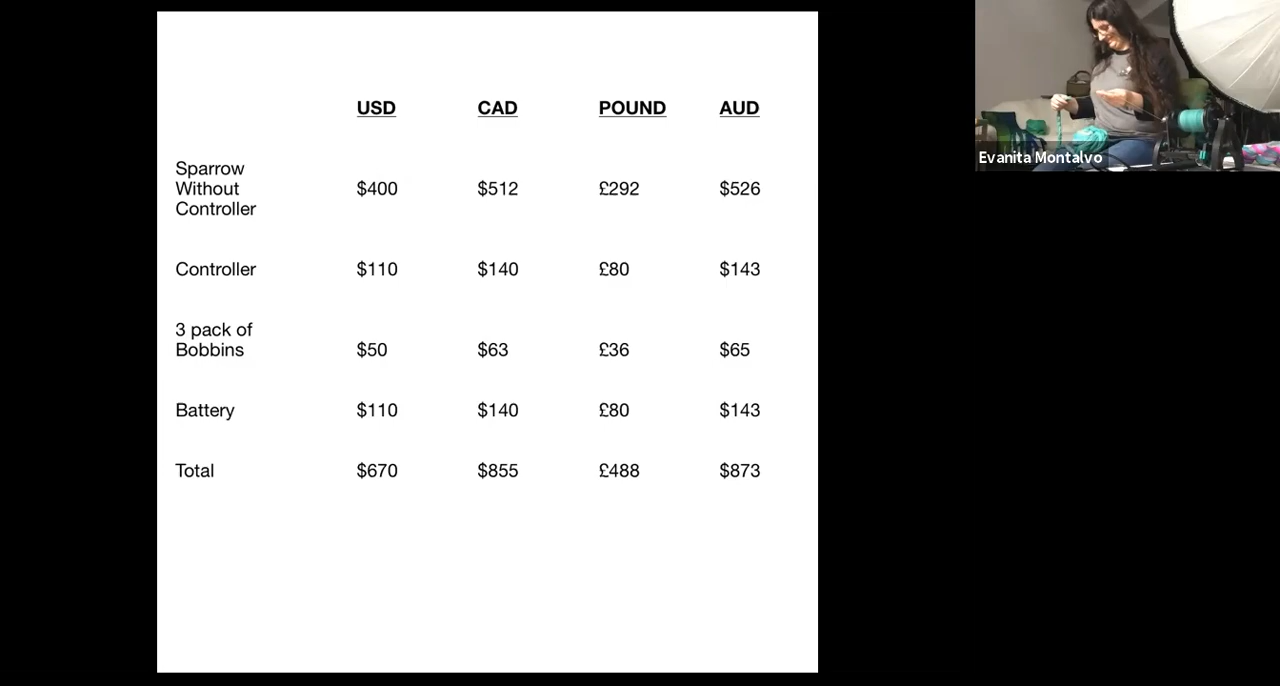 USD CAD POUND AUD
Sparrow
Without $400 $512 £292 $526
Controller
Controller $110 $140 £80 $143
3 pack of
Bobbins $50 $63 £36 $65
Battery $110 $140 £80 $143
Total $670 $855 £488 $873
Evanita Montalvo